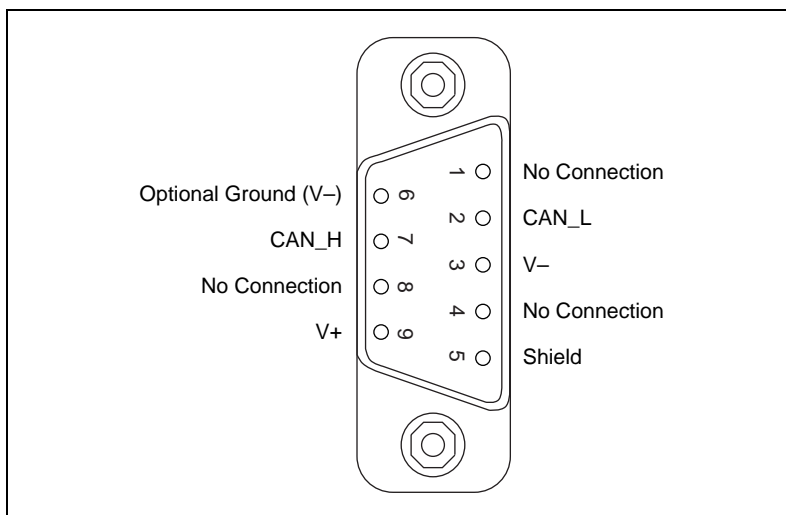 Optional Ground (V–)
CAN_H
No Connection
V+
6
7
8
9
1
2
3
4
5
No Connection
CAN_L
V–
No Connection
Shield